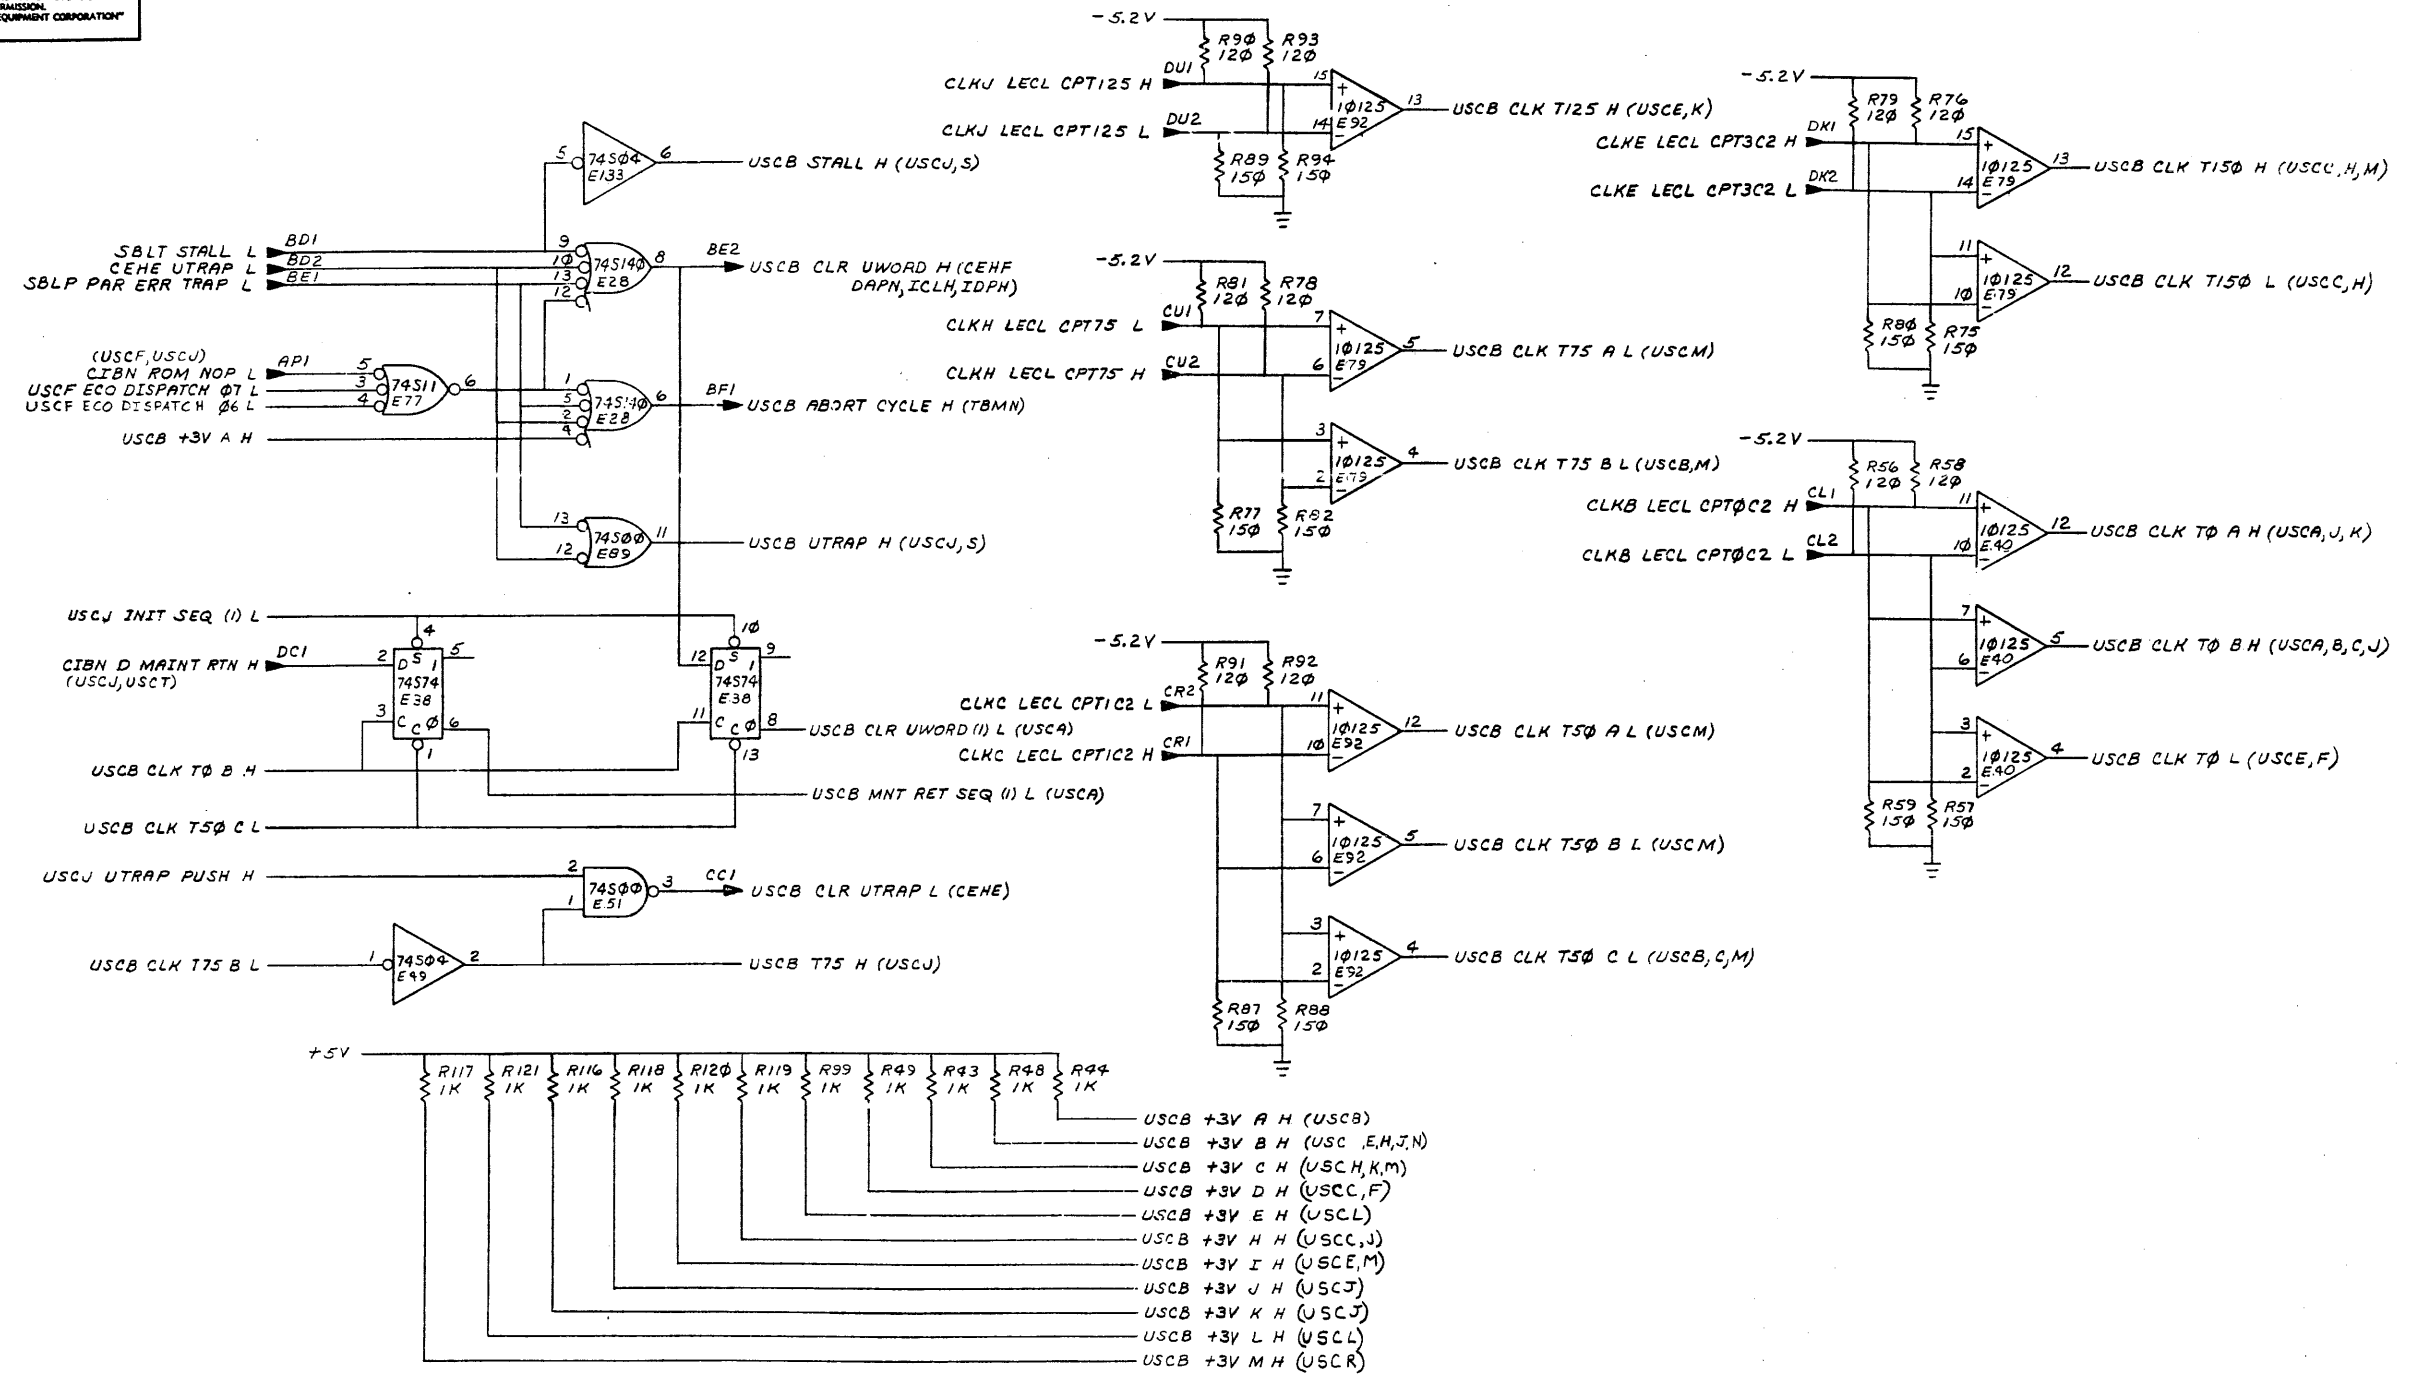 RMISSION.
EQUIPMENT CORPORATION"
SBLT STALL L
BD1
CEHE UTRAP L
BD2
SBLP PAR ERR TRAP L
BE1
5
74SØ4
E133
6
USCB STALL H (USCJ,S)
9
1Ø
13
12
74S14Ø
E28
8
BE2
USCB CLR UWORD H (CEHF
DAPN,ICLH,IDPH)
(USCF,USCJ)
CIBN ROM NOP L
AP1
USCF ECO DISPATCH Ø7 L
USCF ECO DISPATCH Ø6 L
5
3
4
74S11
E77
6
USCB +3V A H
1
5
2
4
E28
6
BF1
USCB ABORT CYCLE H (TBMN)
13
12
74SØØ
E89
11
USCB UTRAP H (USCJ,S)
USCJ INIT SEQ (1) L
CIBN D MAINT RTN H
(USCJ,USCT)
DC1
4
2
D S 1
5
74S74
E38
3
C
C Ø
6
1
1Ø
12
D S 1
9
74S74
E38
11
C
C Ø
8
13
USCB CLR UWORD (1) L (USCA)
USCB CLK TØ B H
USCB MNT RET SEQ (1) L (USCA)
USCB CLK T5Ø C L
USCJ UTRAP PUSH H
2
1
74SØØ
E51
3
CC1
USCB CLR UTRAP L (CEHE)
USCB CLK T75 B L
1
74SØ4
E49
2
USCB T75 H (USCJ)
-5.2V
R9Ø
12Ø
R93
12Ø
CLKJ LECL CPT125 H
DU1
CLKJ LECL CPT125 L
DU2
15
+
1Ø125
E92
14
-
13
USCB CLK T125 H (USCE,K)
R89
15Ø
R94
15Ø
-5.2V
R81
12Ø
R78
12Ø
CLKH LECL CPT75 L
CU1
CLKH LECL CPT75 H
CU2
7
+
1Ø125
E79
6
-
5
USCB CLK T75 A L (USCM)
3
+
1Ø125
E79
2
-
4
USCB CLK T75 B L (USCB,M)
R77
15Ø
R82
15Ø
-5.2V
R91
12Ø
R92
12Ø
CLKC LECL CPT1C2 L
CR2
CLKC LECL CPT1C2 H
CR1
11
+
1Ø125
E92
1Ø
-
12
USCB CLK T5Ø A L (USCM)
7
+
1Ø125
E92
6
-
5
USCB CLK T5Ø B L (USCM)
3
+
1Ø125
E92
2
-
4
USCB CLK T5Ø C L (USCB,C,M)
R87
15Ø
R88
15Ø
-5.2V
R79
12Ø
R76
12Ø
CLKE LECL CPT3C2 H
DK1
CLKE LECL CPT3C2 L
DK2
15
+
1Ø125
E79
14
-
13
USCB CLK T15Ø H (USCC,H,M)
11
+
1Ø125
E79
1Ø
-
12
USCB CLK T15Ø L (USCC,H)
R8Ø
15Ø
R75
15Ø
-5.2V
R56
12Ø
R58
12Ø
CLKB LECL CPTØC2 H
CL1
CLKB LECL CPTØC2 L
CL2
11
+
1Ø125
E40
1Ø
-
12
USCB CLK TØ A H (USCA,J,K)
7
+
1Ø125
E40
6
-
5
USCB CLK TØ B H (USCA,B,C,J)
3
+
1Ø125
E40
2
-
4
USCB CLK TØ L (USCE,F)
R59
15Ø
R57
15Ø
+5V
R117
1K
R121
1K
R116
1K
R118
1K
R12Ø
1K
R119
1K
R99
1K
R49
1K
R43
1K
R48
1K
R44
1K
USCB +3V A H (USCB)
USCB +3V B H (USC ,E,H,J,N)
USCB +3V C H (USCH,K,M)
USCB +3V D H (USCC,F)
USCB +3V E H (USCL)
USCB +3V H H (USCC,J)
USCB +3V I H (USCE,M)
USCB +3V J H (USCJ)
USCB +3V K H (USCJ)
USCB +3V L H (USCL)
USCB +3V M H (USCR)